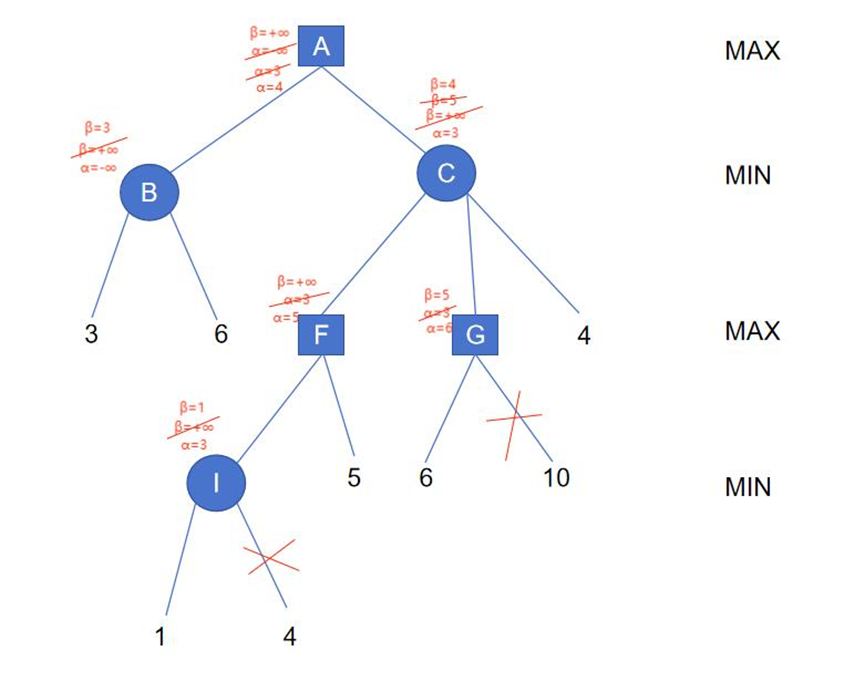 β=+∞
α=-∞
α=3
α=4
A
MAX
β=4
β=5
β=+∞
α=3
β=3
β=+∞
α=-∞
B
C
MIN
β=+∞
α=3
α=5
F
β=5
α=3
α=6
G
3
6
4
MAX
β=1
β=+∞
α=3
I
5
6
10
MIN
1
4